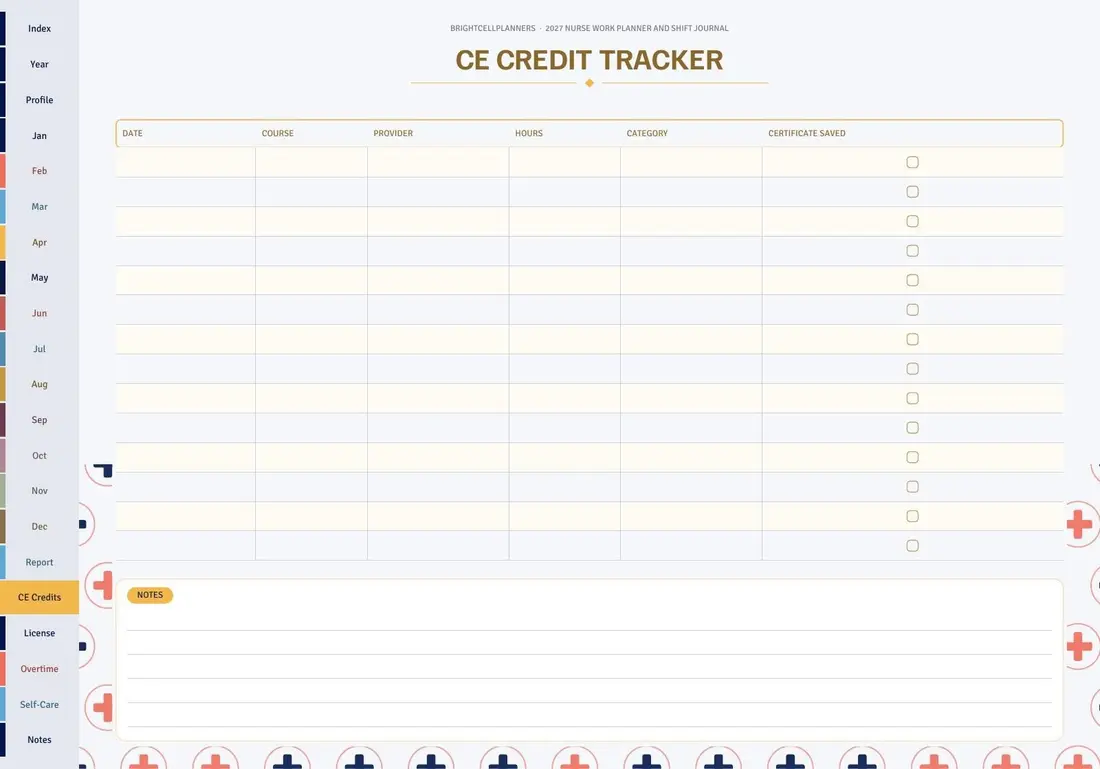 Index
Year
Profile
Jan
Feb
Mar
Apr
May
Jun
Jul
Aug
Sep
Oct
Nov
Dec
Report
CE Credits
License
Overtime
Self-Care
Notes
BRIGHTCELLPLANNERS · 2027 NURSE WORK PLANNER AND SHIFT JOURNAL
CE CREDIT TRACKER
DATE COURSE PROVIDER HOURS CATEGORY CERTIFICATE SAVED
NOTES